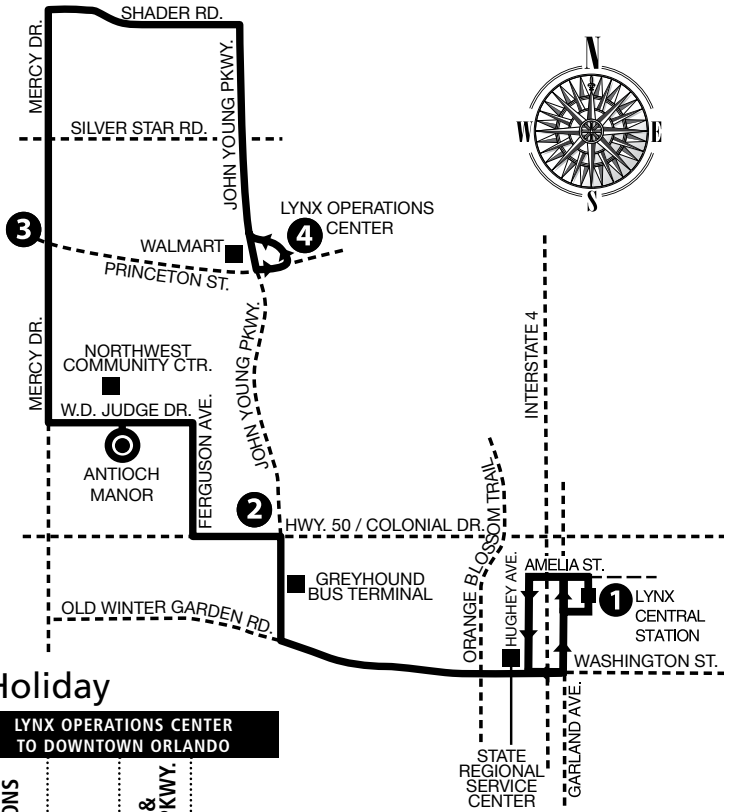 SHADER RD.
MERCY DR.
JOHN YOUNG PKWY.
N
W
E
S
SILVER STAR RD.
LYNX OPERATIONS
CENTER
4
3
WALMART
PRINCETON ST.
INTERSTATE 4
MERCY DR.
NORTHWEST
COMMUNITY CTR.
JOHN YOUNG PKWY.
W.D. JUDGE DR.
FERGUSON AVE.
ANTIOCH
MANOR
2
HWY. 50 / COLONIAL DR.
ORANGE BLOSSOM TRAIL
HUGHEY AVE.
AMELIA ST.
GREYHOUND
BUS TERMINAL
1
LYNX
CENTRAL
STATION
OLD WINTER GARDEN RD.
WASHINGTON ST.
GARLAND AVE.
STATE
REGIONAL
SERVICE
CENTER
Holiday
LYNX OPERATIONS CENTER
TO DOWNTOWN ORLANDO
&